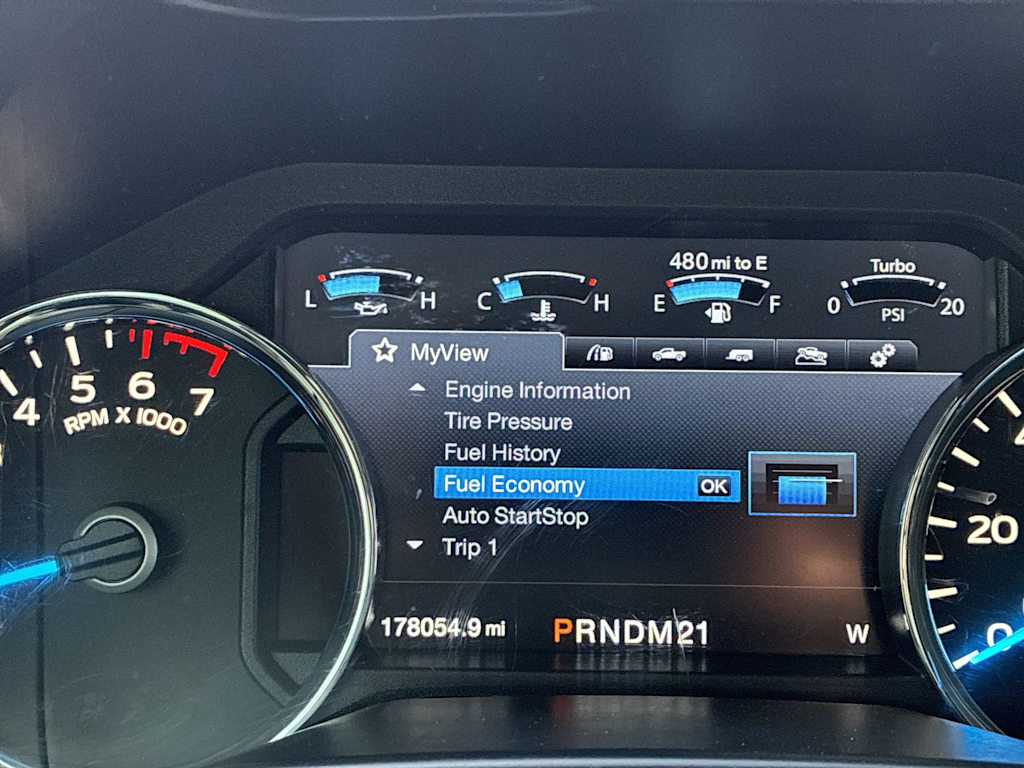 480 mi to E
L H
C H
E F
Turbo
0 20
PSI
MyView
Engine Information
Tire Pressure
Fuel History
Fuel Economy OK
Auto StartStop
Trip 1
178054.9 mi
PRNDM21
W
4 5 6 7
RPM X 1000
20
0